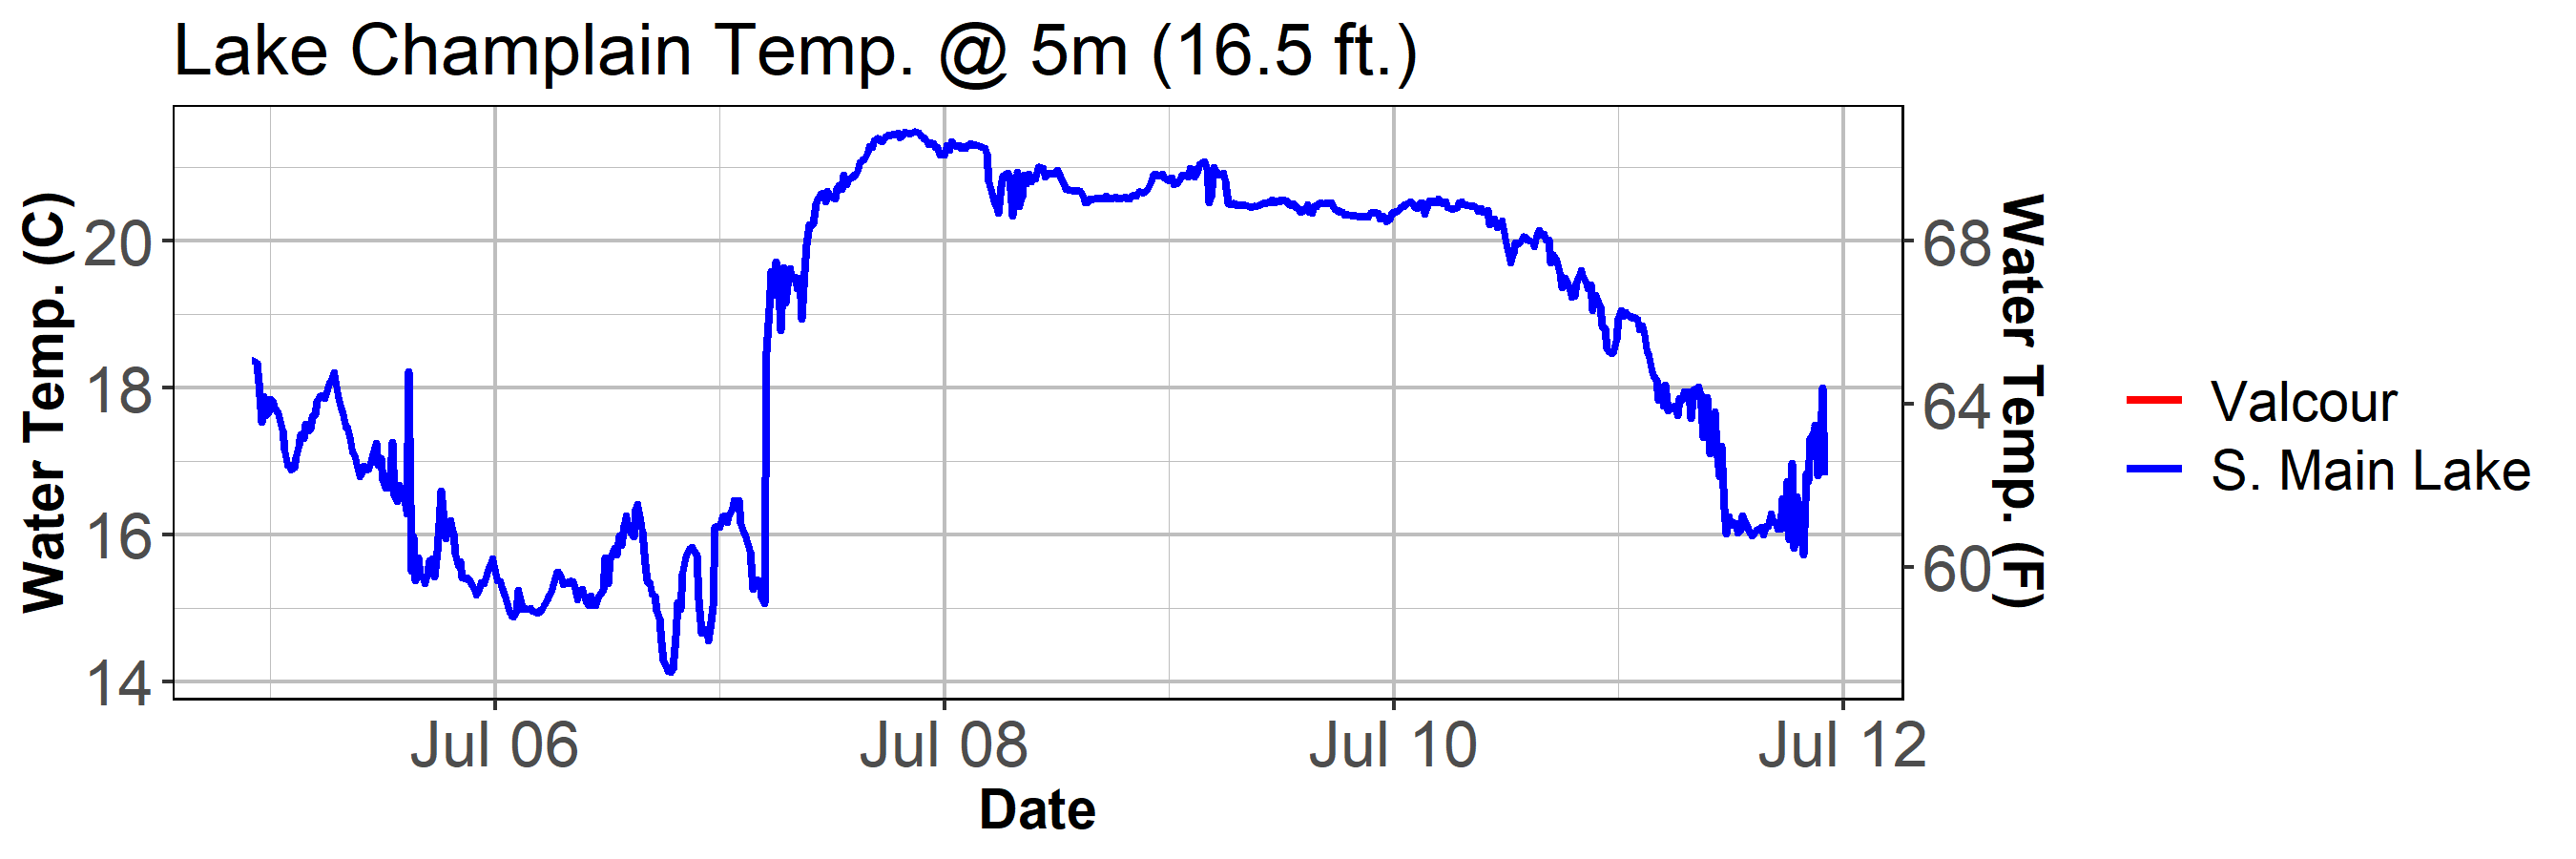 Lake Champlain Temp. @ 5m (16.5 ft.)
Water Temp. (C)
20
18
16
14
68
64
60
Water Temp. (F)
Jul 06
Jul 08
Jul 10
Jul 12
Date
Valcour
S. Main Lake